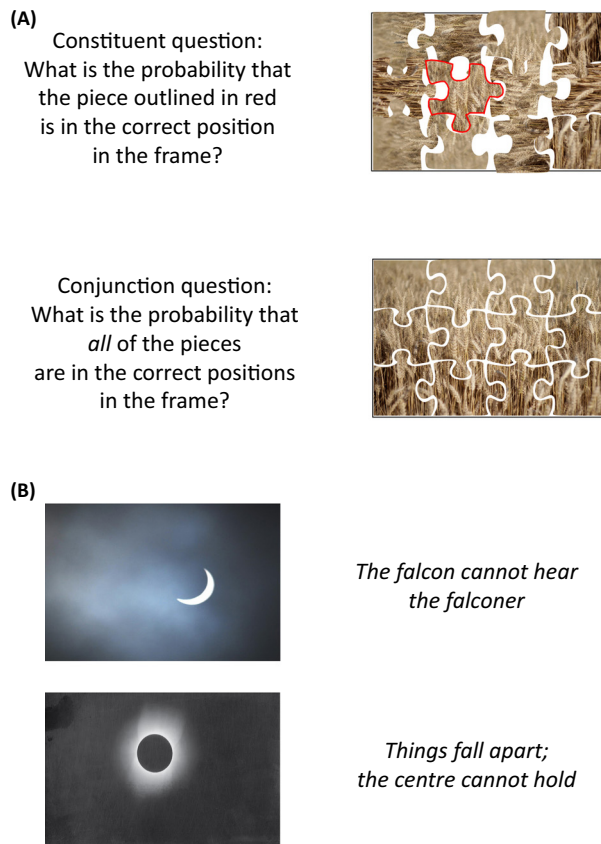 (A)
Constituent question:
What is the probability that
the piece outlined in red
is in the correct position
in the frame?
Conjunction question:
What is the probability that
all of the pieces
are in the correct positions
in the frame?
(B)
The falcon cannot hear
the falconer
Things fall apart;
the centre cannot hold